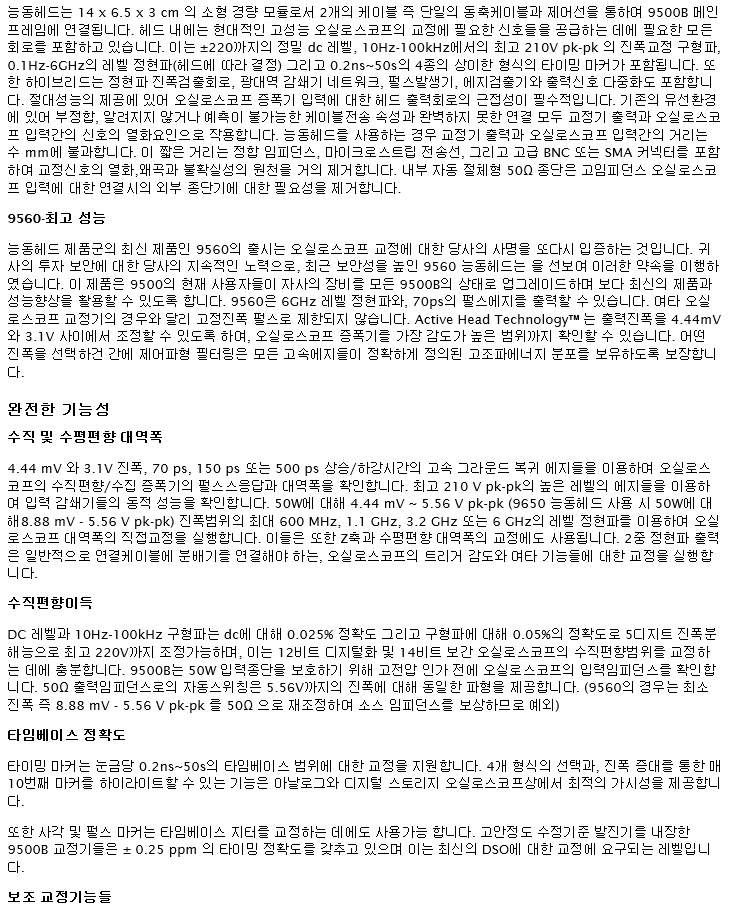 능동헤드는 14 x 6.5 x 3 cm 의 소형 경량 모듈로서 2개의 케이블 즉 단일의 동축케이블과 제어선을 통하여 9500B 메인
프레임에 연결됩니다. 헤드 내에는 현대적인 고성능 오실로스코프의 교정에 필요한 신호들을 공급하는 데에 필요한 모든
회로를 포함하고 있습니다. 이는 ±220까지의 정밀 dc 레벨, 10Hz-100kHz에서의 최고 210V pk-pk 의 진폭교정 구형파,
0.1Hz-6GHz의 레벨 정현파(헤드에 따라 결정) 그리고 0.2ns~50s의 4종의 상이한 형식의 타이밍 마커가 포함됩니다. 또
한 하이브리드는 정현파 진폭검출회로, 광대역 감쇄기 네트워크, 펄스발생기, 에지검출기와 출력신호 다중화도 포함합니
다. 절대성능의 제공에 있어 오실로스코프 증폭기 입력에 대한 헤드 출력회로의 근접성이 필수적입니다. 기존의 유선환경
에 있어 부정합, 알려지지 않거나 예측이 불가능한 케이블전송 속성과 완벽하지 못한 연결 모두 교정기 출력과 오실로스코
프 입력간의 신호의 열화요인으로 작용합니다. 능동헤드를 사용하는 경우 교정기 출력과 오실로스코프 입력간의 거리는
수 mm에 불과합니다. 이 짧은 거리는 정합 임피던스, 마이크로스트립 전송선, 그리고 고급 BNC 또는 SMA 커넥터를 포함
하며 교정신호의 열화,왜곡과 불확실성의 원천을 거의 제거합니다. 내부 자동 절체형 50Ω 종단은 고임피던스 오실로스코
프 입력에 대한 연결시의 외부 종단기에 대한 필요성을 제거합니다.
9560-최고 성능
능동헤드 제품군의 최신 제품인 9560의 출시는 오실로스코프 교정에 대한 당사의 사명을 또다시 입증하는 것입니다. 귀
사의 투자 보안에 대한 당사의 지속적인 노력으로, 최근 보안성을 높인 9560 능동헤드는 을 선보여 이러한 약속을 이행하
였습니다. 이 제품은 9500의 현재 사용자들이 자사의 장비를 모든 9500B의 상태로 업그레이드하며 보다 최신의 제품과
성능향상을 활용할 수 있도록 합니다. 9560은 6GHz 레벨 정현파와, 70ps의 펄스에지를 출력할 수 있습니다. 여타 오실
로스코프 교정기의 경우와 달리 고정진폭 펄스로 제한되지 않습니다. Active Head Technology™ 는 출력진폭을 4.44mV
와 3.1V 사이에서 조정할 수 있도록 하며, 오실로스코프 증폭기를 가장 감도가 높은 범위까지 확인할 수 있습니다. 어떤
진폭을 선택하건 간에 제어파형 필터링은 모든 고속에지들이 정확하게 정의된 고조파에너지 분포를 보유하도록 보장합니
다.
완전한 기능성
수직 및 수평편향 대역폭
4.44 mV 와 3.1V 진폭, 70 ps, 150 ps 또는 500 ps 상승/하강시간의 고속 그라운드 복귀 에지들을 이용하여 오실로스
코프의 수직편향/수집 증폭기의 펄스스응답과 대역폭을 확인합니다. 최고 210 V pk-pk의 높은 레벨의 에지들을 이용하
여 입력 감쇄기들의 동적 성능을 확인합니다. 50W에 대해 4.44 mV ~ 5.56 V pk-pk (9650 능동헤드 사용 시 50W에 대
해8.88 mV - 5.56 V pk-pk) 진폭범위의 최대 600 MHz, 1.1 GHz, 3.2 GHz 또는 6 GHz의 레벨 정현파를 이용하여 오실
로스코프 대역폭의 직접교정을 실행합니다. 이들은 또한 Z축과 수평편향 대역폭의 교정에도 사용됩니다. 2중 정현파 출력
은 일반적으로 연결케이블에 분배기를 연결해야 하는, 오실로스코프의 트리거 감도와 여타 기능들에 대한 교정을 실행합
니다.
수직편향이득
DC 레벨과 10Hz-100kHz 구형파는 dc에 대해 0.025% 정확도 그리고 구형파에 대해 0.05%의 정확도로 5디지트 진폭분
해능으로 최고 220V까지 조정가능하며, 이는 12비트 디지털화 및 14비트 보간 오실로스코프의 수직편향범위를 교정하
는 데에 충분합니다. 9500B는 50W 입력종단을 보호하기 위해 고전압 인가 전에 오실로스코프의 입력임피던스를 확인합
니다. 50Ω 출력임피던스로의 자동스위칭은 5.56V까지의 진폭에 대해 동일한 파형을 제공합니다. (9560의 경우는 최소
진폭 즉 8.88 mV - 5.56 V pk-pk 를 50Ω 으로 재조정하여 소스 임피던스를 보상하므로 예외)
타임베이스 정확도
타이밍 마커는 눈금당 0.2ns~50s의 타임베이스 범위에 대한 교정을 지원합니다. 4개 형식의 선택과, 진폭 증대를 통한 매
10번째 마커를 하이라이트할 수 있는 기능은 아날로그와 디지털 스토리지 오실로스코프상에서 최적의 가시성을 제공합니
다.
또한 사각 및 펄스 마커는 타임베이스 지터를 교정하는 데에도 사용가능 합니다. 고안정도 수정기준 발진기를 내장한
9500B 교정기들은 ± 0.25 ppm 의 타이밍 정확도를 갖추고 있으며 이는 최신의 DSO에 대한 교정에 요구되는 레벨입니
다.
보조 교정기능들